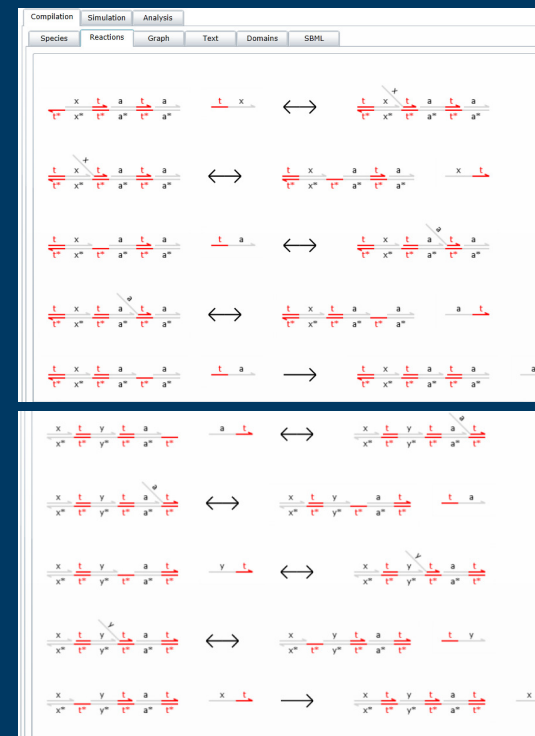 Compilation Simulation Analysis
Species Reactions Graph Text Domains SBML
x
x t a t a t x t x t a t a
t* x* t* a* t* a* t* x* t* a* t* a*
x
t x t a t a t x a t a x t
t* x* t* a* t* a* t* x* t* a* t* a*
a
t x a t a t a t x t a t a
t* x* t* a* t* a* t* x* t* a* t* a*
a
t x t a t a t x t a a a t
t* x* t* a* t* a* t* x* t* a* t* a*
t x t a a t a t x t a t a a
t* x* t* a* t* a* t* x* t* a* t* a*
a
x t y t a a t x t y t a t
x* t* y* t* a* t* x* t* y* t* a* t*
a
x t y t a t x t y a t t a
x* t* y* t* a* t* x* t* y* t* a* t*
y
x t y a t y t x t y t a t
x* t* y* t* a* t* x* t* y* t* a* t*
y
x t y t a t x y t a t t y
x* t* y* t* a* t* x* t* y* t* a* t*
x y t a t x t x t y t a t x
x* t* y* t* a* t* x* t* y* t* a* t*